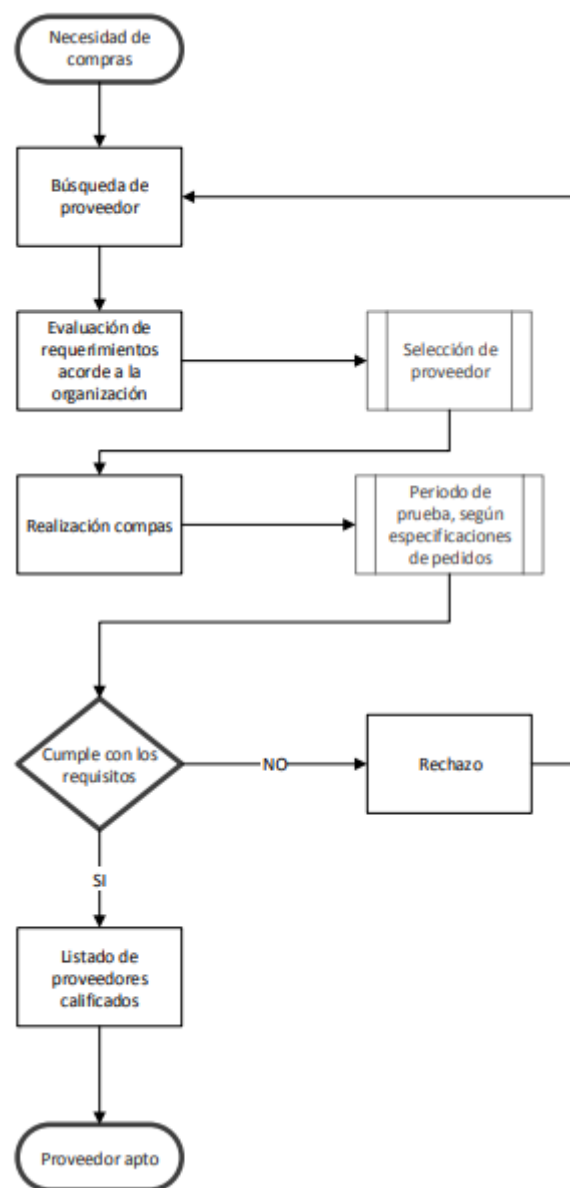 Necesidad de
compras
Búsqueda de
proveedor
Evaluación de
requerimientos
acorde a la
organización
Selección de
proveedor
Realización compas
Periodo de
prueba, según
especificaciones
de pedidos
Cumple con los
requisitos
NO
Rechazo
SI
Listado de
proveedores
calificados
Proveedor apto